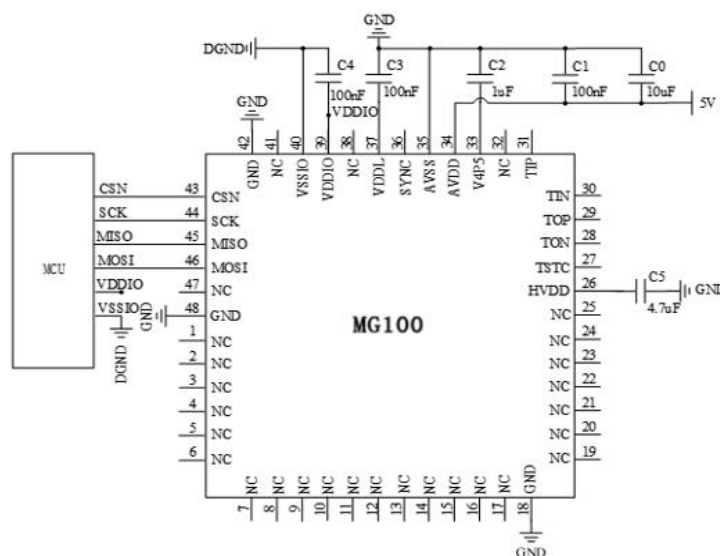 GND
DGND
C4
100nF
VDDIO
C3
100nF
C2
1uF
C1
100nF
C0
10uF
5V
GND
42
41
40
39
38
37
36
35
34
33
32
31
GND
NC
VSSIO
VDDIO
NC
VDDL
SYNC
AVSS
AVDD
V4P5
NC
TIP
MCU
CSN
43
CSN
SCK
44
SCK
MISO
45
MISO
MOSI
46
MOSI
VDDIO
47
NC
VSSIO
GND
48
GND
DGND
1
NC
2
NC
3
NC
4
NC
5
NC
6
NC
MG100
TIN
30
TOP
29
TON
28
TSTC
27
HVDD
26
C5
4.7uF
GND
NC
25
NC
24
NC
23
NC
22
NC
21
NC
20
NC
19
NC
NC
NC
NC
NC
NC
NC
NC
NC
NC
NC
GND
7
8
9
10
11
12
13
14
15
16
17
18
GND